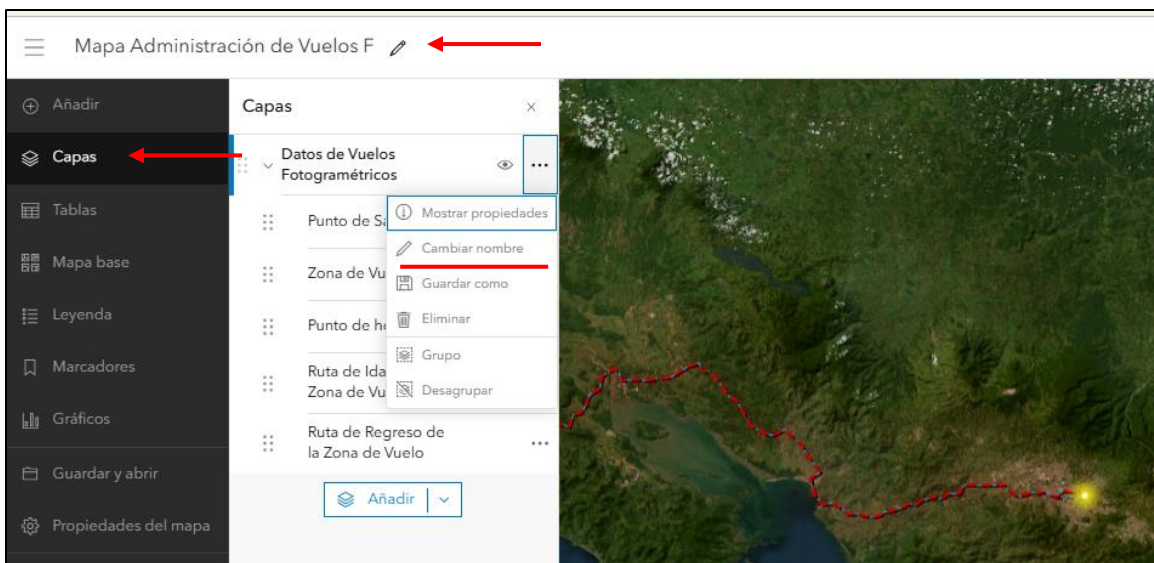 Mapa Administración de Vuelos F
Añadir
Capas
Tablas
Mapa base
Leyenda
Marcadores
Gráficos
Guardar y abrir
Propiedades del mapa
Capas
Datos de Vuelos
Fotogramétricos
Mostrar propiedades
Cambiar nombre
Guardar como
Eliminar
Grupo
Desagrupar
Punto de
Zona de Vu
Punto de
Ruta de Ida
Zona de Vu
Ruta de Regreso de
la Zona de Vuelo
Añadir